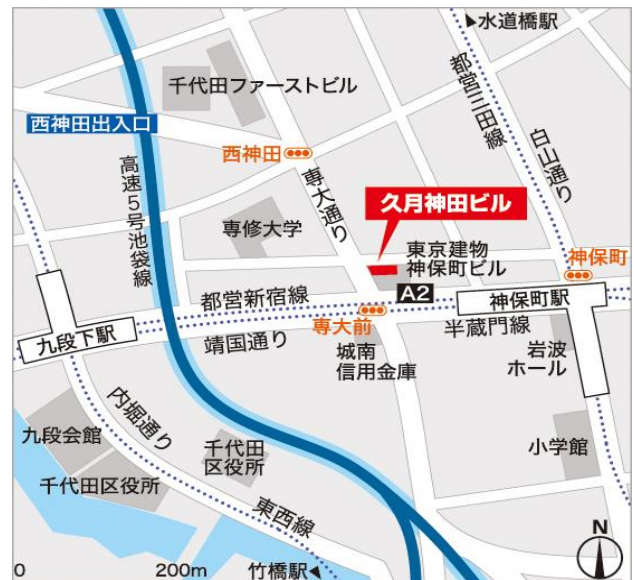 水道橋駅
千代田ファーストビル
都営三田線
西神田出入口
西神田
白山通り
高速5号池袋線
専大通り
久月神田ビル
専修大学
東京建物
神保町ビル
神保町
A2
都営新宿線
神保町駅
九段下駅
専大前
半蔵門線
靖国通り
城南
信用金庫
岩波
ホール
内堀通り
九段会館
千代田
区役所
小学館
千代田区役所
東西線
N
0
200m
竹橋駅